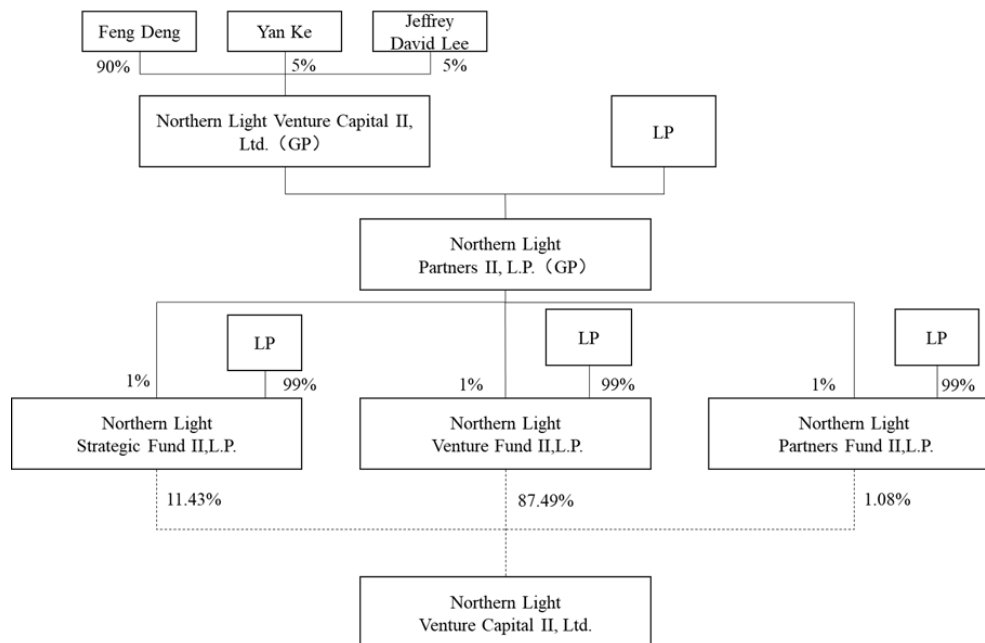 Feng Deng
Yan Ke
Jeffrey
David Lee
90%
5%
5%
Northern Light Venture Capital II,
Ltd.（GP）
LP
Northern Light
Partners II, L.P.（GP）
LP
LP
LP
1%
99%
1%
99%
1%
99%
Northern Light
Strategic Fund II,L.P.
Northern Light
Venture Fund II,L.P.
Northern Light
Partners Fund II,L.P.
11.43%
87.49%
1.08%
Northern Light
Venture Capital II, Ltd.